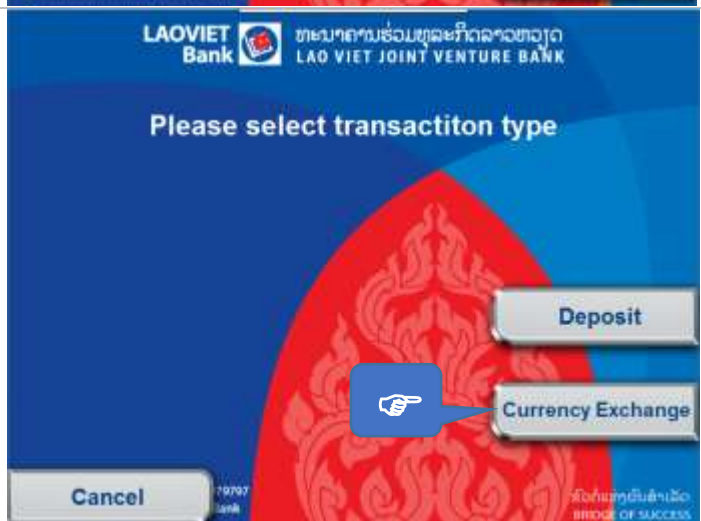 LAOVIET
Bank
ທະນາຄານຮ່ວມທຸລະກິດລາວຫວຽດ
LAO VIET JOINT VENTURE BANK
Please select transactiton type
Deposit
Currency Exchange
Cancel
79797
Bank
BRIDGE OF SUCCESS